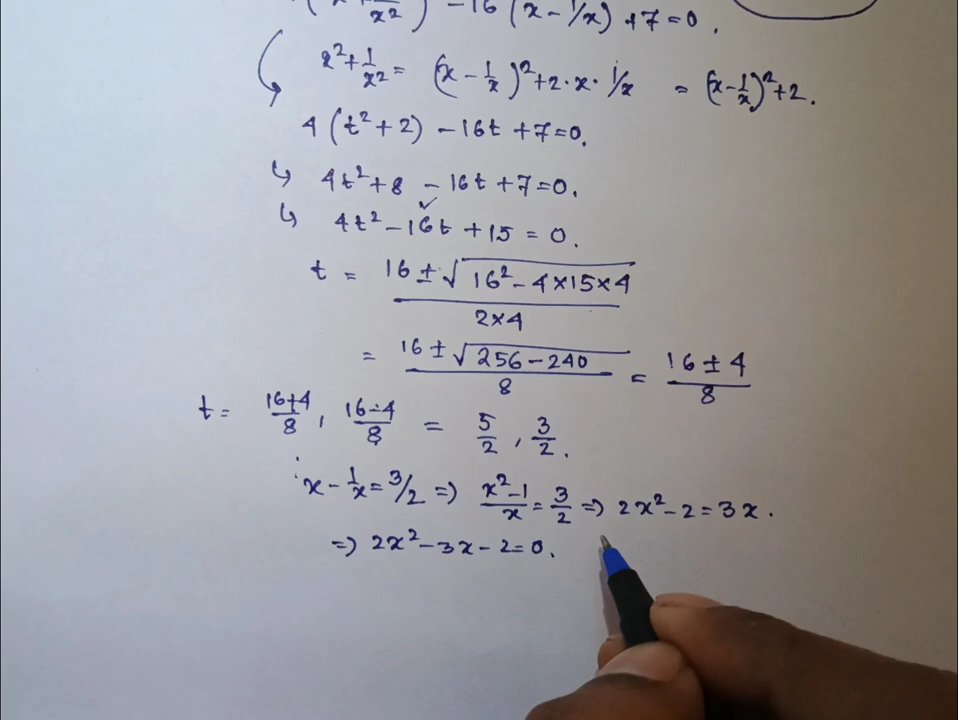 x² ) - 16 (x - 1/x) + 7 = 0.
x² + 1/x² = (x - 1/x)² + 2·x·1/x = (x - 1/x)² + 2.
4 (t² + 2) - 16t + 7 = 0.
↳ 4t² + 8 - 16t + 7 = 0.
↳ 4t² - 16t + 15 = 0.
t = (16 ± √(16² - 4×15×4))/(2×4)
= (16 ± √(256 - 240))/8 = (16 ± 4)/8
t = (16+4)/8 , (16-4)/8 = 5/2 , 3/2.
x - 1/x = 3/2 => (x² - 1)/x = 3/2 => 2x² - 2 = 3x.
=> 2x² - 3x - 2 = 0.